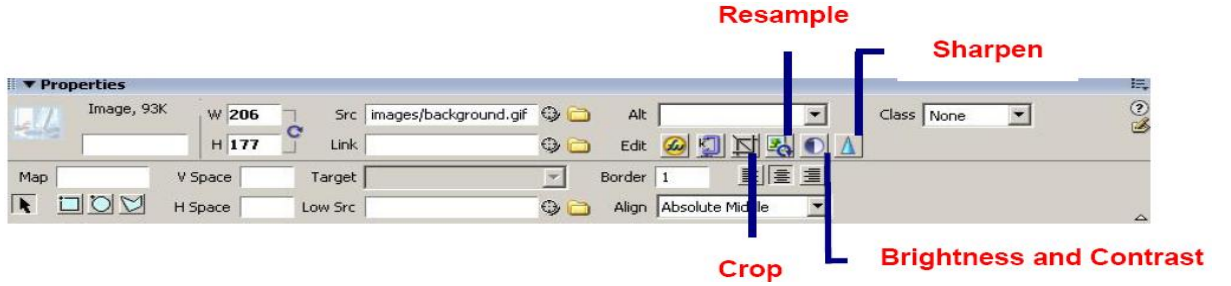 Resample
Sharpen
Properties
Image, 93K
W 206
Src images/background.gif
Alt
Class None
H 177
Link
Edit
Map
V Space
Target
Border 1
H Space
Low Src
Align Absolute Middle
Brightness and Contrast
Crop